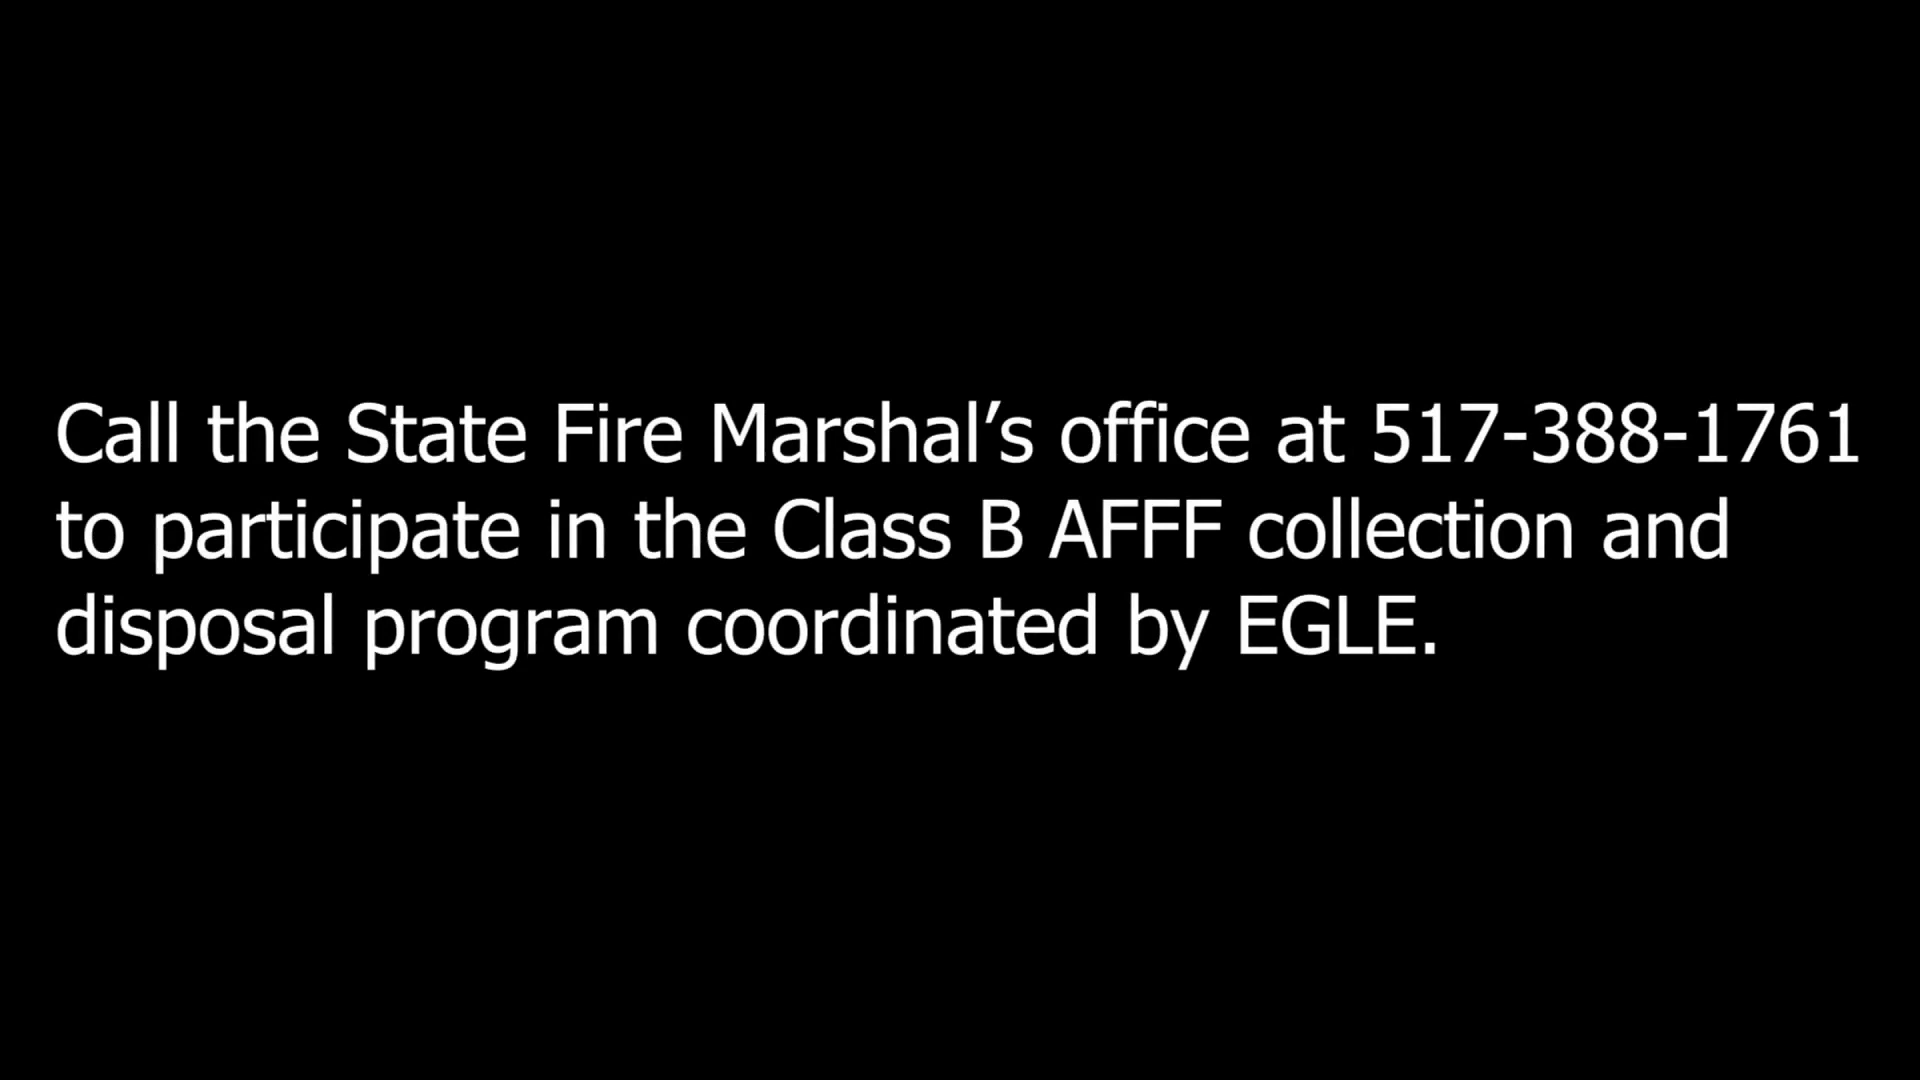 Call the State Fire Marshal’s office at 517-388-1761
to participate in the Class B AFFF collection and
disposal program coordinated by EGLE.